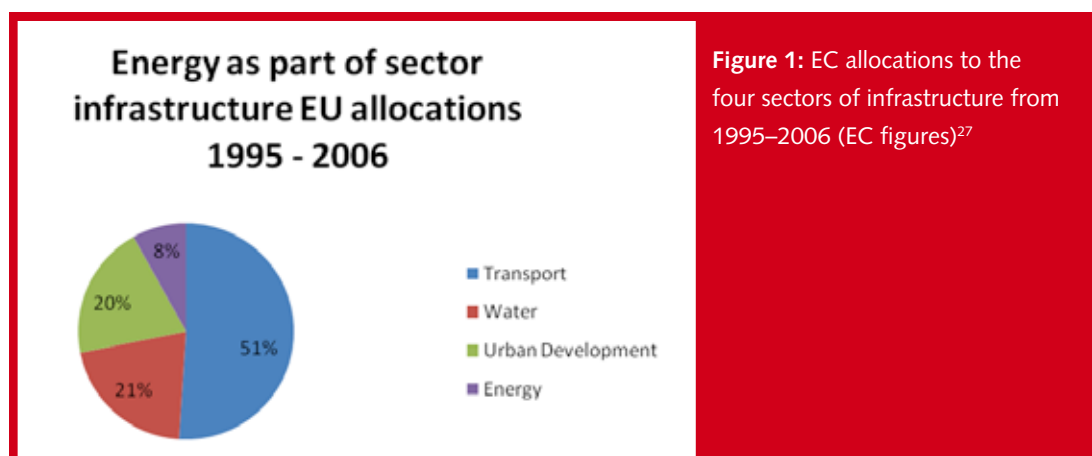 Energy as part of sector
infrastructure EU allocations
1995 - 2006
8%
20%
51%
21%
Transport
Water
Urban Development
Energy
Figure 1: EC allocations to the
four sectors of infrastructure from
1995–2006 (EC figures)²⁷